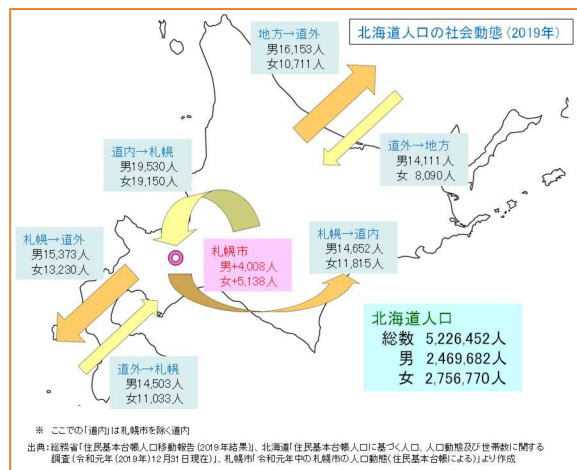 北海道人口の社会動態(2019年)
地方→道外
男16,153人
女10,711人
道外→地方
男14,111人
女 8,090人
道内→札幌
男19,530人
女19,150人
札幌→道外
男15,373人
女13,230人
札幌市
男+4,008人
女+5,138人
札幌→道内
男14,652人
女11,815人
道外→札幌
男14,503人
女11,033人
北海道人口
総数 5,226,452人
男 2,469,682人
女 2,756,770人
※ ここでの「道内」は札幌市を除く道内
出典:総務省「住民基本台帳人口移動報告(2019年結果)」、北海道「住民基本台帳人口に基づく人口、人口動態及び世帯数に関する
調査(令和元年(2019年)12月31日現在)」、札幌市「令和元年中の札幌市の人口動態(住民基本台帳による)」より作成